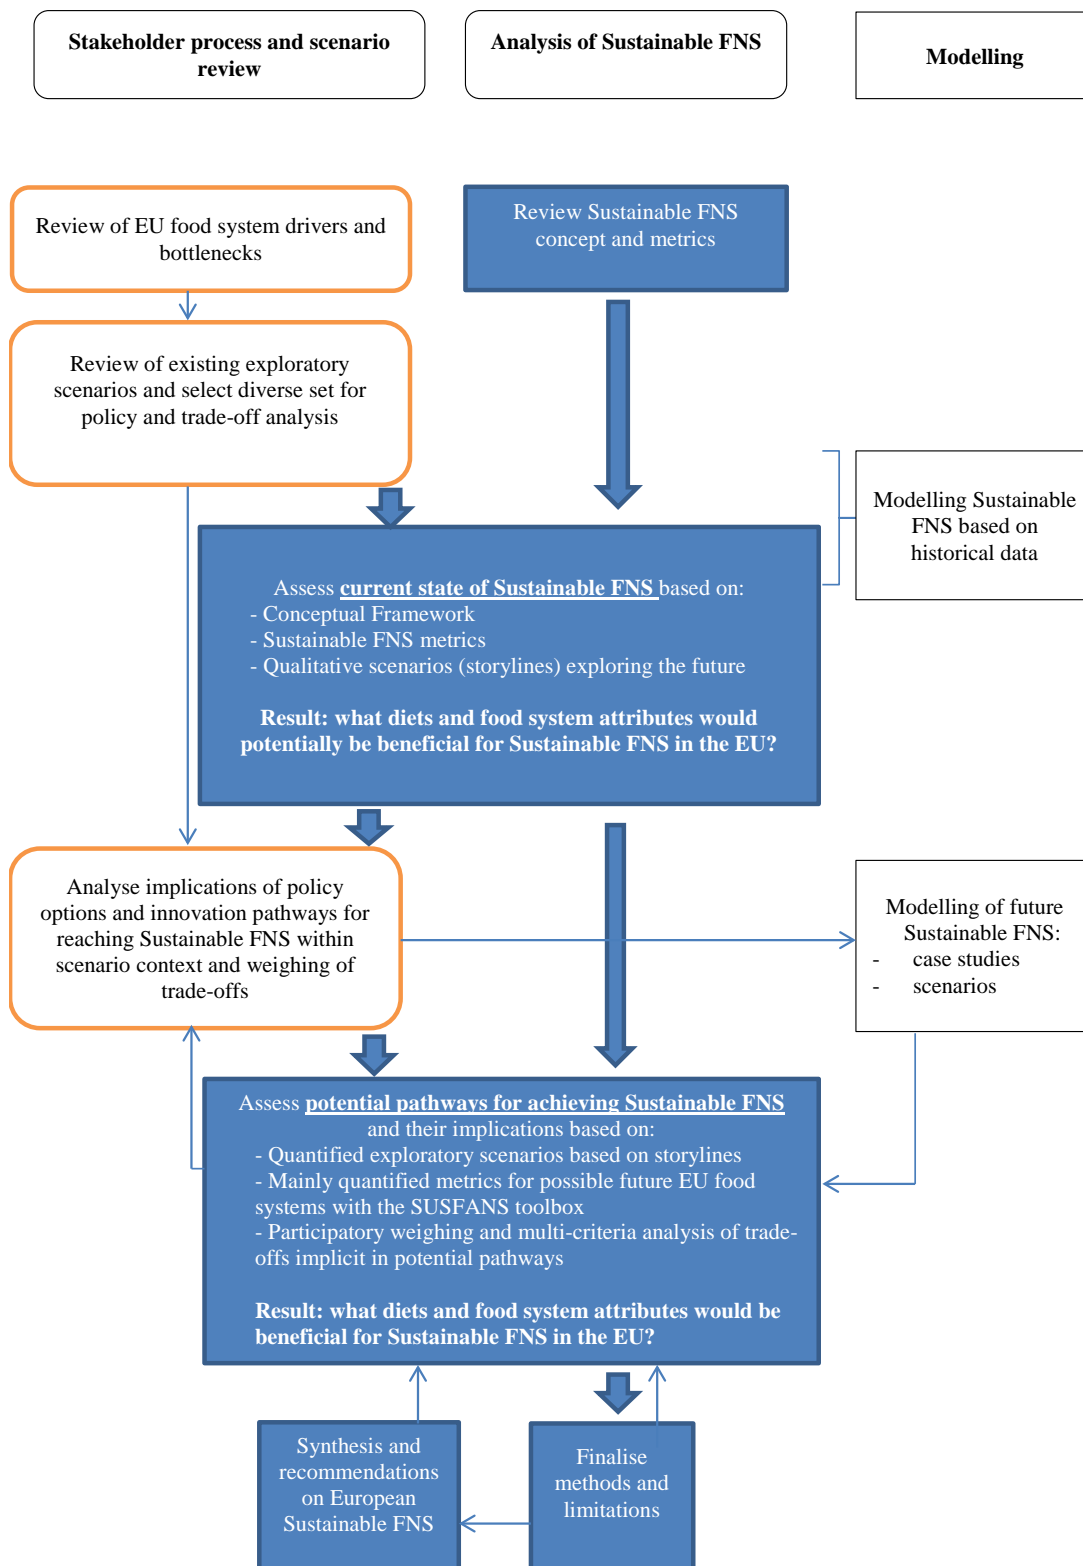 Stakeholder process and scenario
review
Analysis of Sustainable FNS
Modelling
Review of EU food system drivers and
bottlenecks
Review Sustainable FNS
concept and metrics
Review of existing exploratory
scenarios and select diverse set for
policy and trade-off analysis
Modelling Sustainable
FNS based on
historical data
Assess current state of Sustainable FNS based on:
- Conceptual Framework
- Sustainable FNS metrics
- Qualitative scenarios (storylines) exploring the future
Result: what diets and food system attributes would
potentially be beneficial for Sustainable FNS in the EU?
Analyse implications of policy
options and innovation pathways for
reaching Sustainable FNS within
scenario context and weighing of
trade-offs
Modelling of future
Sustainable FNS:
- case studies
- scenarios
Assess potential pathways for achieving Sustainable FNS
and their implications based on:
- Quantified exploratory scenarios based on storylines
- Mainly quantified metrics for possible future EU food
systems with the SUSFANS toolbox
- Participatory weighing and multi-criteria analysis of trade-
offs implicit in potential pathways
Result: what diets and food system attributes would be
beneficial for Sustainable FNS in the EU?
Synthesis and
recommendations
on European
Sustainable FNS
Finalise
methods and
limitations